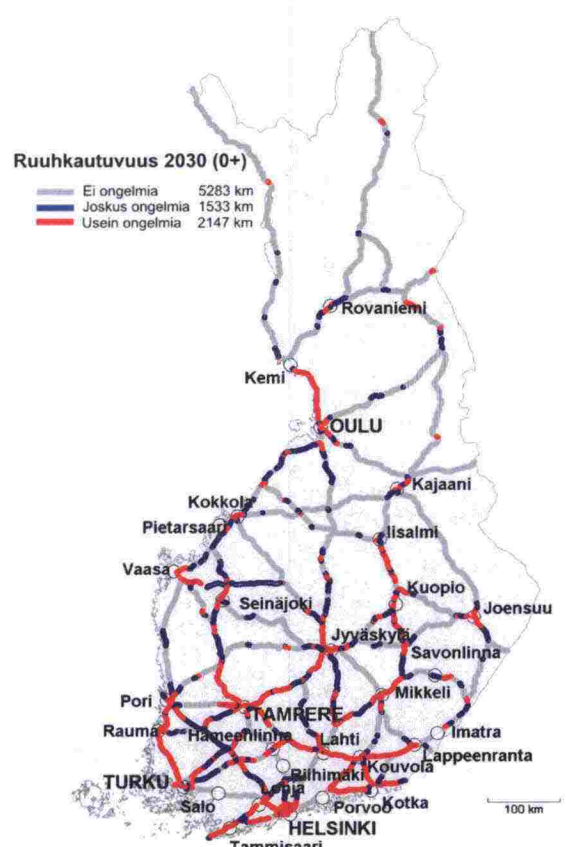 Ruuhkautuvuus 2030 (0+)
Ei ongelmia 5283 km
Joskus ongelmia 1533 km
Usein ongelmia 2147 km
Rovaniemi
Kemi
OULU
Kajaani
Kokkola
Pietarsaari
Iisalmi
Vaasa
Kuopio
Seinäjoki
Joensuu
Jyväskylä
Savonlinna
Mikkeli
Pori
TAMPERE
Rauma
Hämeenlinna
Lahti
Imatra
Lappeenranta
Kouvola
Riihimäki
TURKU
Lohja
Salo
Porvoo
Kotka
100 km
HELSINKI
Tammisaari